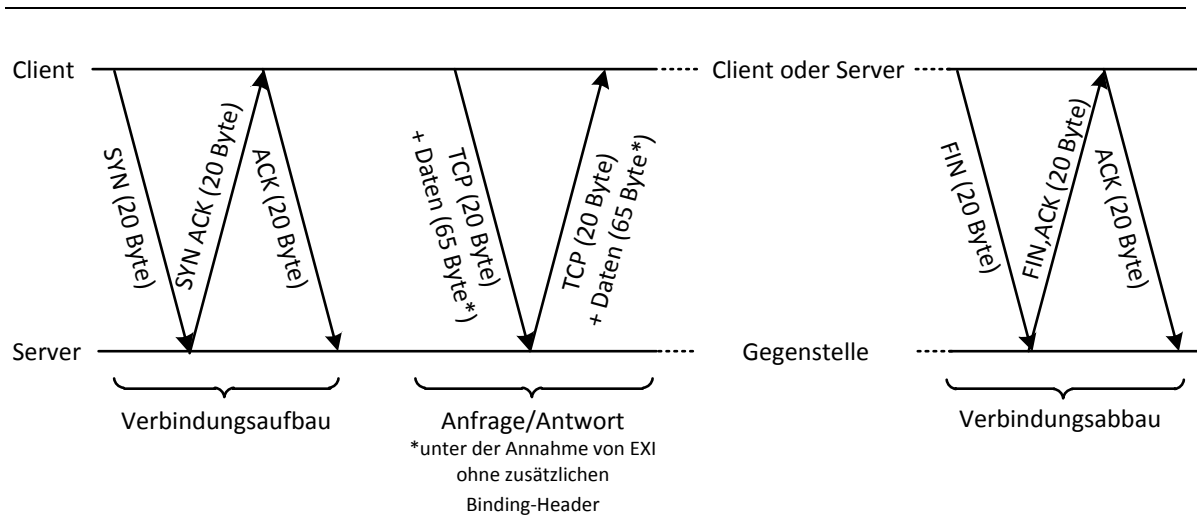 Client
Client oder Server
SYN (20 Byte)
SYN ACK (20 Byte)
ACK (20 Byte)
TCP (20 Byte)
+ Daten (65 Byte*)
TCP (20 Byte)
+ Daten (65 Byte*)
FIN (20 Byte)
FIN,ACK (20 Byte)
ACK (20 Byte)
Server
Gegenstelle
Verbindungsaufbau
Anfrage/Antwort
*unter der Annahme von EXI
ohne zusätzlichen
Binding-Header
Verbindungsabbau